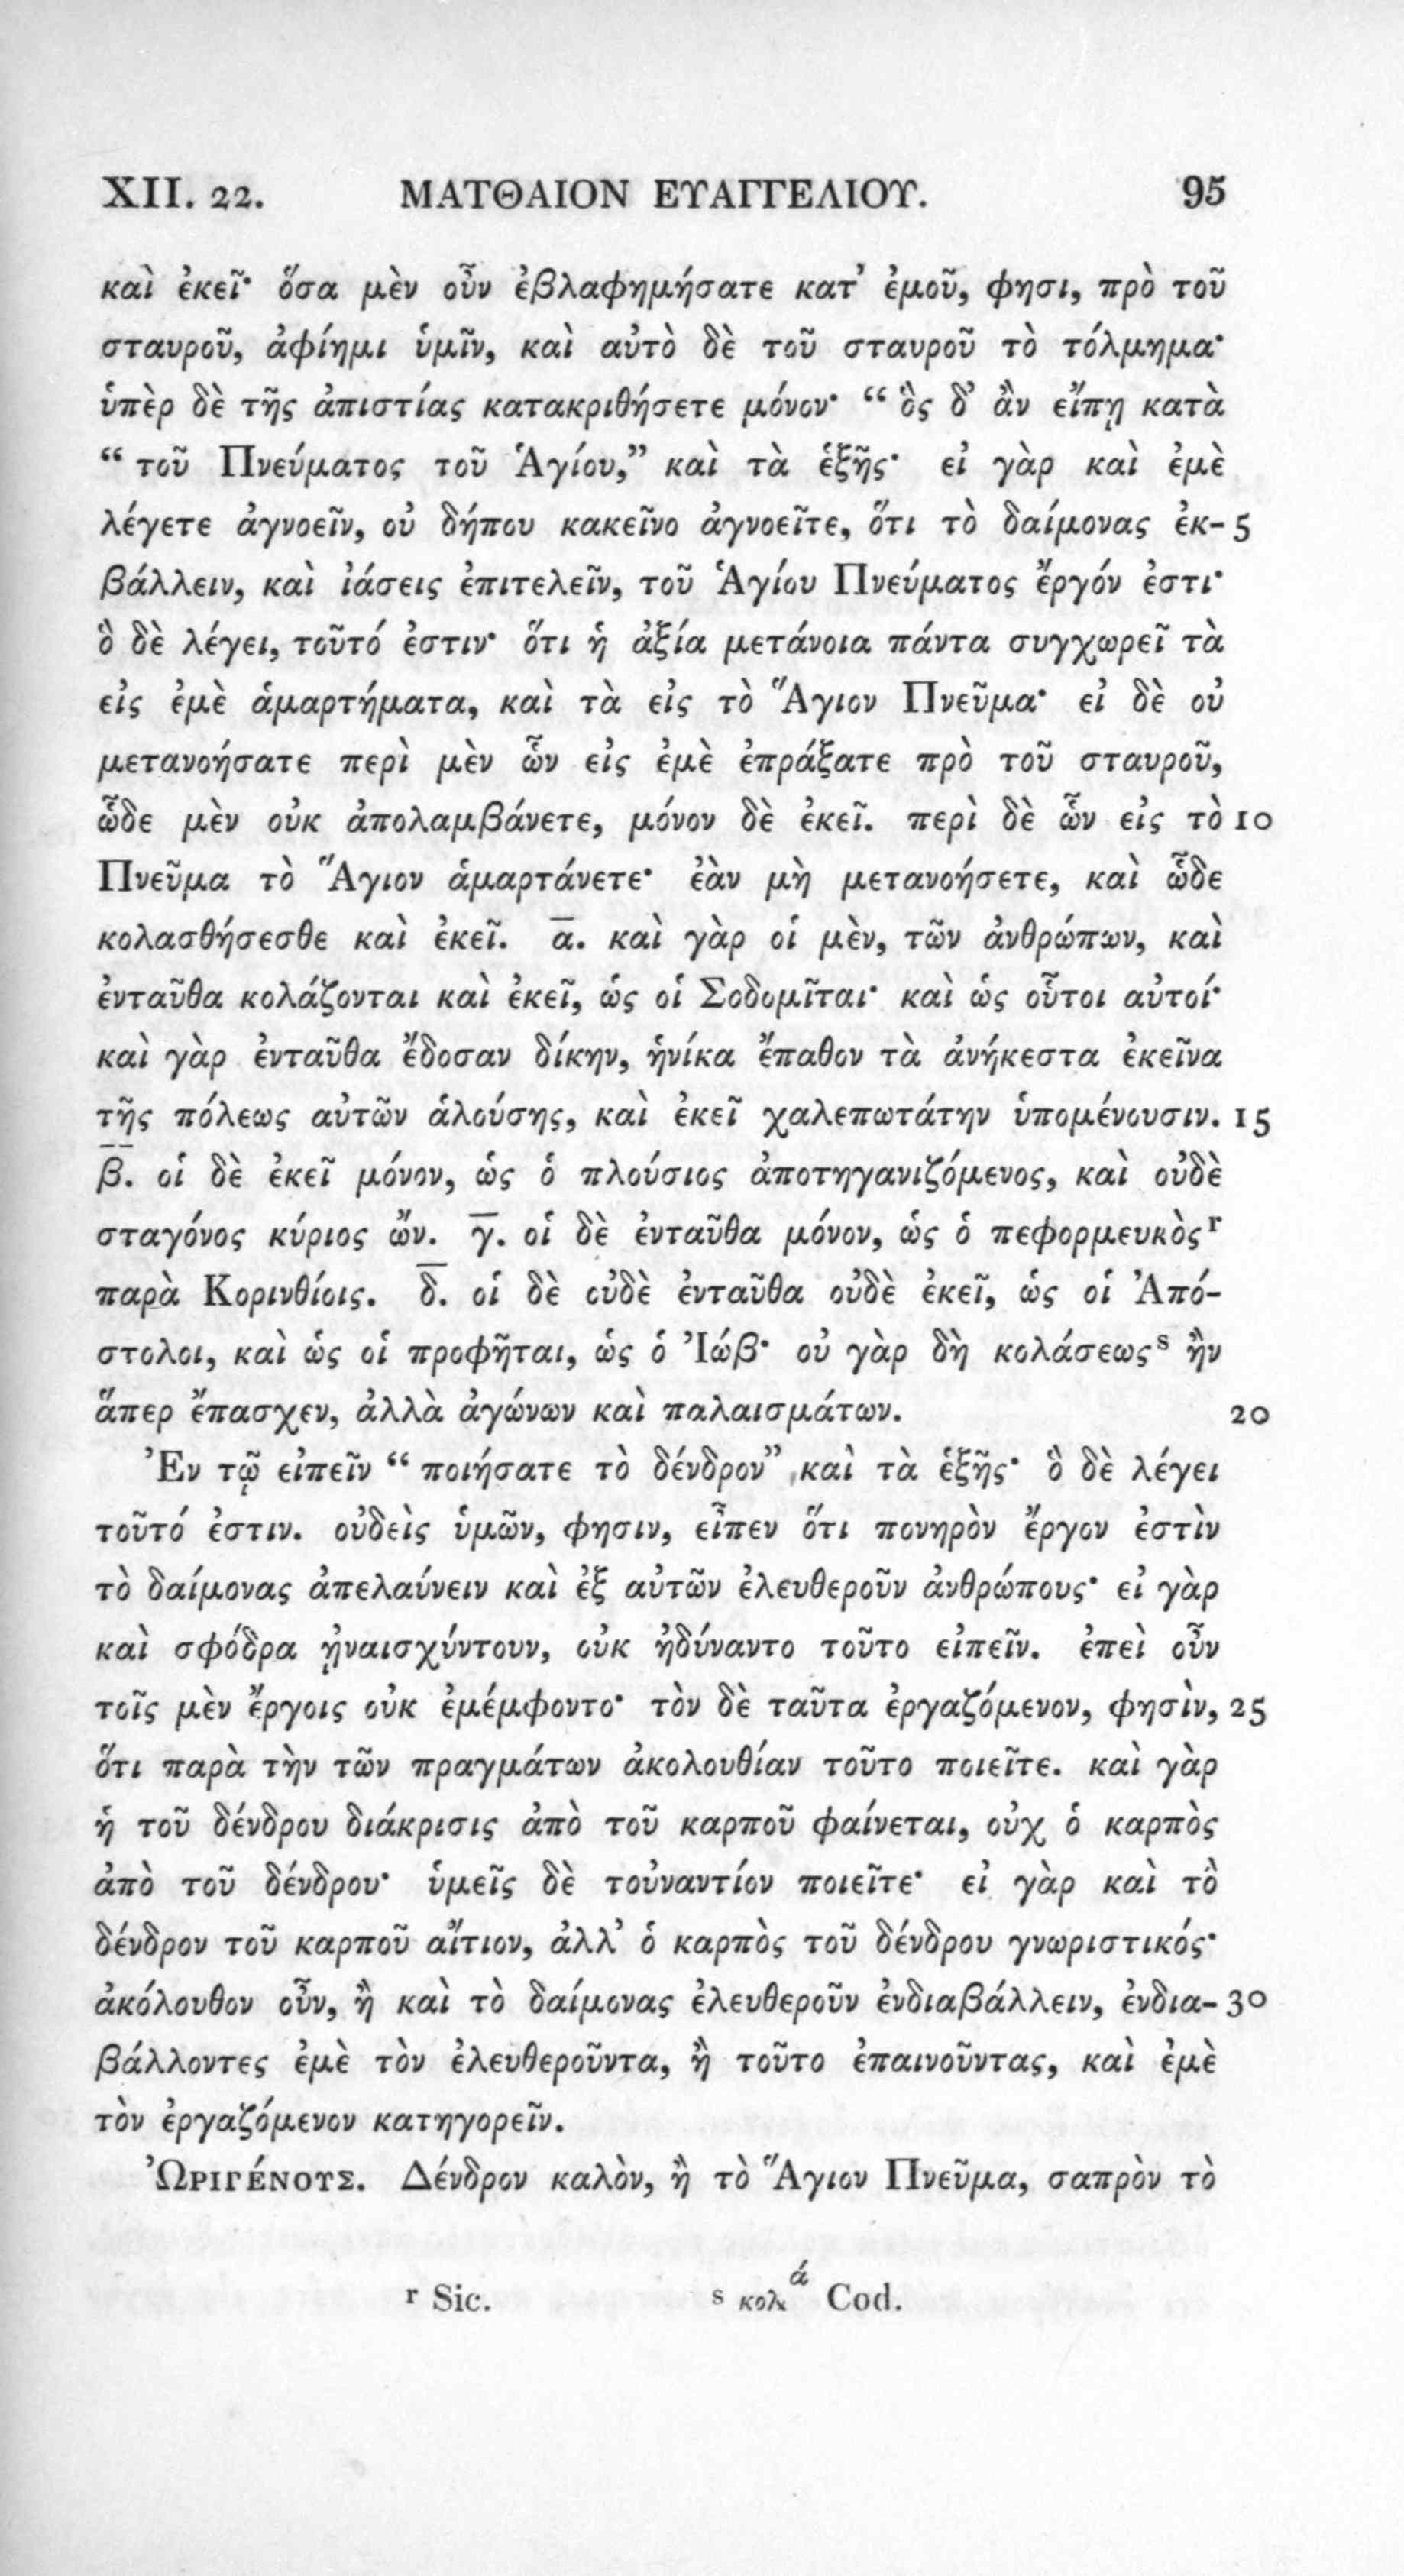 XII. 22. ΜΑΤΘΑΙΟΝ ΕΥΑΓΓΕΛΙΟΥ. 95
καὶ ἐκεῖ· ὅσα μὲν οὖν ἐβλαφημήσατε κατ’ ἐμοῦ, φησι, πρὸ τοῦ
σταυροῦ, ἀφίημι ὑμῖν, καὶ αὐτὸ δὲ τοῦ σταυροῦ τὸ τόλμημα·
ὑπὲρ δὲ τῆς ἀπιστίας κατακριθήσετε μόνον· “ ὃς δ’ ἂν εἴπῃ κατὰ
“ τοῦ Πνεύματος τοῦ Ἁγίου,” καὶ τὰ ἑξῆς· εἰ γὰρ καὶ ἐμὲ
λέγετε ἀγνοεῖν, οὐ δήπου κακεῖνο ἀγνοεῖτε, ὅτι τὸ δαίμονας ἐκ- 5
βάλλειν, καὶ ἰάσεις ἐπιτελεῖν, τοῦ Ἁγίου Πνεύματος ἔργόν ἐστι·
ὃ δὲ λέγει, τοῦτό ἐστιν· ὅτι ἡ ἀξία μετάνοια πάντα συγχωρεῖ τὰ
εἰς ἐμὲ ἁμαρτήματα, καὶ τὰ εἰς τὸ Ἅγιον Πνεῦμα· εἰ δὲ οὐ
μετανοήσατε περὶ μὲν ὧν εἰς ἐμὲ ἐπράξατε πρὸ τοῦ σταυροῦ,
ὧδε μὲν οὐκ ἀπολαμβάνετε, μόνον δὲ ἐκεῖ. περὶ δὲ ὧν εἰς τὸ 10
Πνεῦμα τὸ Ἅγιον ἁμαρτάνετε· ἐὰν μὴ μετανοήσετε, καὶ ὧδε
κολασθήσεσθε καὶ ἐκεῖ. α̅. καὶ γὰρ οἱ μὲν, τῶν ἀνθρώπων, καὶ
ἐνταῦθα κολάζονται καὶ ἐκεῖ, ὡς οἱ Σοδομῖται· καὶ ὡς οὗτοι αὐτοί·
καὶ γὰρ ἐνταῦθα ἔδοσαν δίκην, ἡνίκα ἔπαθον τὰ ἀνήκεστα ἐκεῖνα
τῆς πόλεως αὐτῶν ἁλούσης, καὶ ἐκεῖ χαλεπωτάτην ὑπομένουσιν. 15
β̅. οἱ δὲ ἐκεῖ μόνον, ὡς ὁ πλούσιος ἀποτηγανιζόμενος, καὶ οὐδὲ
σταγόνος κύριος ὤν. γ̅. οἱ δὲ ἐνταῦθα μόνον, ὡς ὁ πεφορμευκὸς r
παρὰ Κορινθίοις. δ̅. οἱ δὲ οὐδὲ ἐνταῦθα οὐδὲ ἐκεῖ, ὡς οἱ Ἀπό-
στολοι, καὶ ὡς οἱ προφῆται, ὡς ὁ Ἰώβ· οὐ γὰρ δὴ κολάσεως s ἦν
ἅπερ ἔπασχεν, ἀλλὰ ἀγώνων καὶ παλαισμάτων. 20
Ἐν τῷ εἰπεῖν “ ποιήσατε τὸ δένδρον” καὶ τὰ ἑξῆς· ὃ δὲ λέγει
τοῦτό ἐστιν. οὐδεὶς ὑμῶν, φησιν, εἶπεν ὅτι πονηρὸν ἔργον ἐστὶν
τὸ δαίμονας ἀπελαύνειν καὶ ἐξ αὐτῶν ἐλευθεροῦν ἀνθρώπους· εἰ γὰρ
καὶ σφόδρα ᾐναισχύντουν, οὐκ ἠδύναντο τοῦτο εἰπεῖν. ἐπεὶ οὖν
τοῖς μὲν ἔργοις οὐκ ἐμέμφοντο· τὸν δὲ ταῦτα ἐργαζόμενον, φησὶν, 25
ὅτι παρὰ τὴν τῶν πραγμάτων ἀκολουθίαν τοῦτο ποιεῖτε. καὶ γὰρ
ἡ τοῦ δένδρου διάκρισις ἀπὸ τοῦ καρποῦ φαίνεται, οὐχ ὁ καρπὸς
ἀπὸ τοῦ δένδρου· ὑμεῖς δὲ τοὐναντίον ποιεῖτε· εἰ γὰρ καὶ τὸ
δένδρον τοῦ καρποῦ αἴτιον, ἀλλ’ ὁ καρπὸς τοῦ δένδρου γνωριστικός·
ἀκόλουθον οὖν, ἢ καὶ τὸ δαίμονας ἐλευθεροῦν ἐνδιαβάλλειν, ἐνδια- 30
βάλλοντες ἐμὲ τὸν ἐλευθεροῦντα, ἢ τοῦτο ἐπαινοῦντας, καὶ ἐμὲ
τὸν ἐργαζόμενον κατηγορεῖν.
ὨΡΙΓΈΝΟΥΣ. Δένδρον καλὸν, ἢ τὸ Ἅγιον Πνεῦμα, σαπρὸν τὸ
r Sic. s κολά Cod.